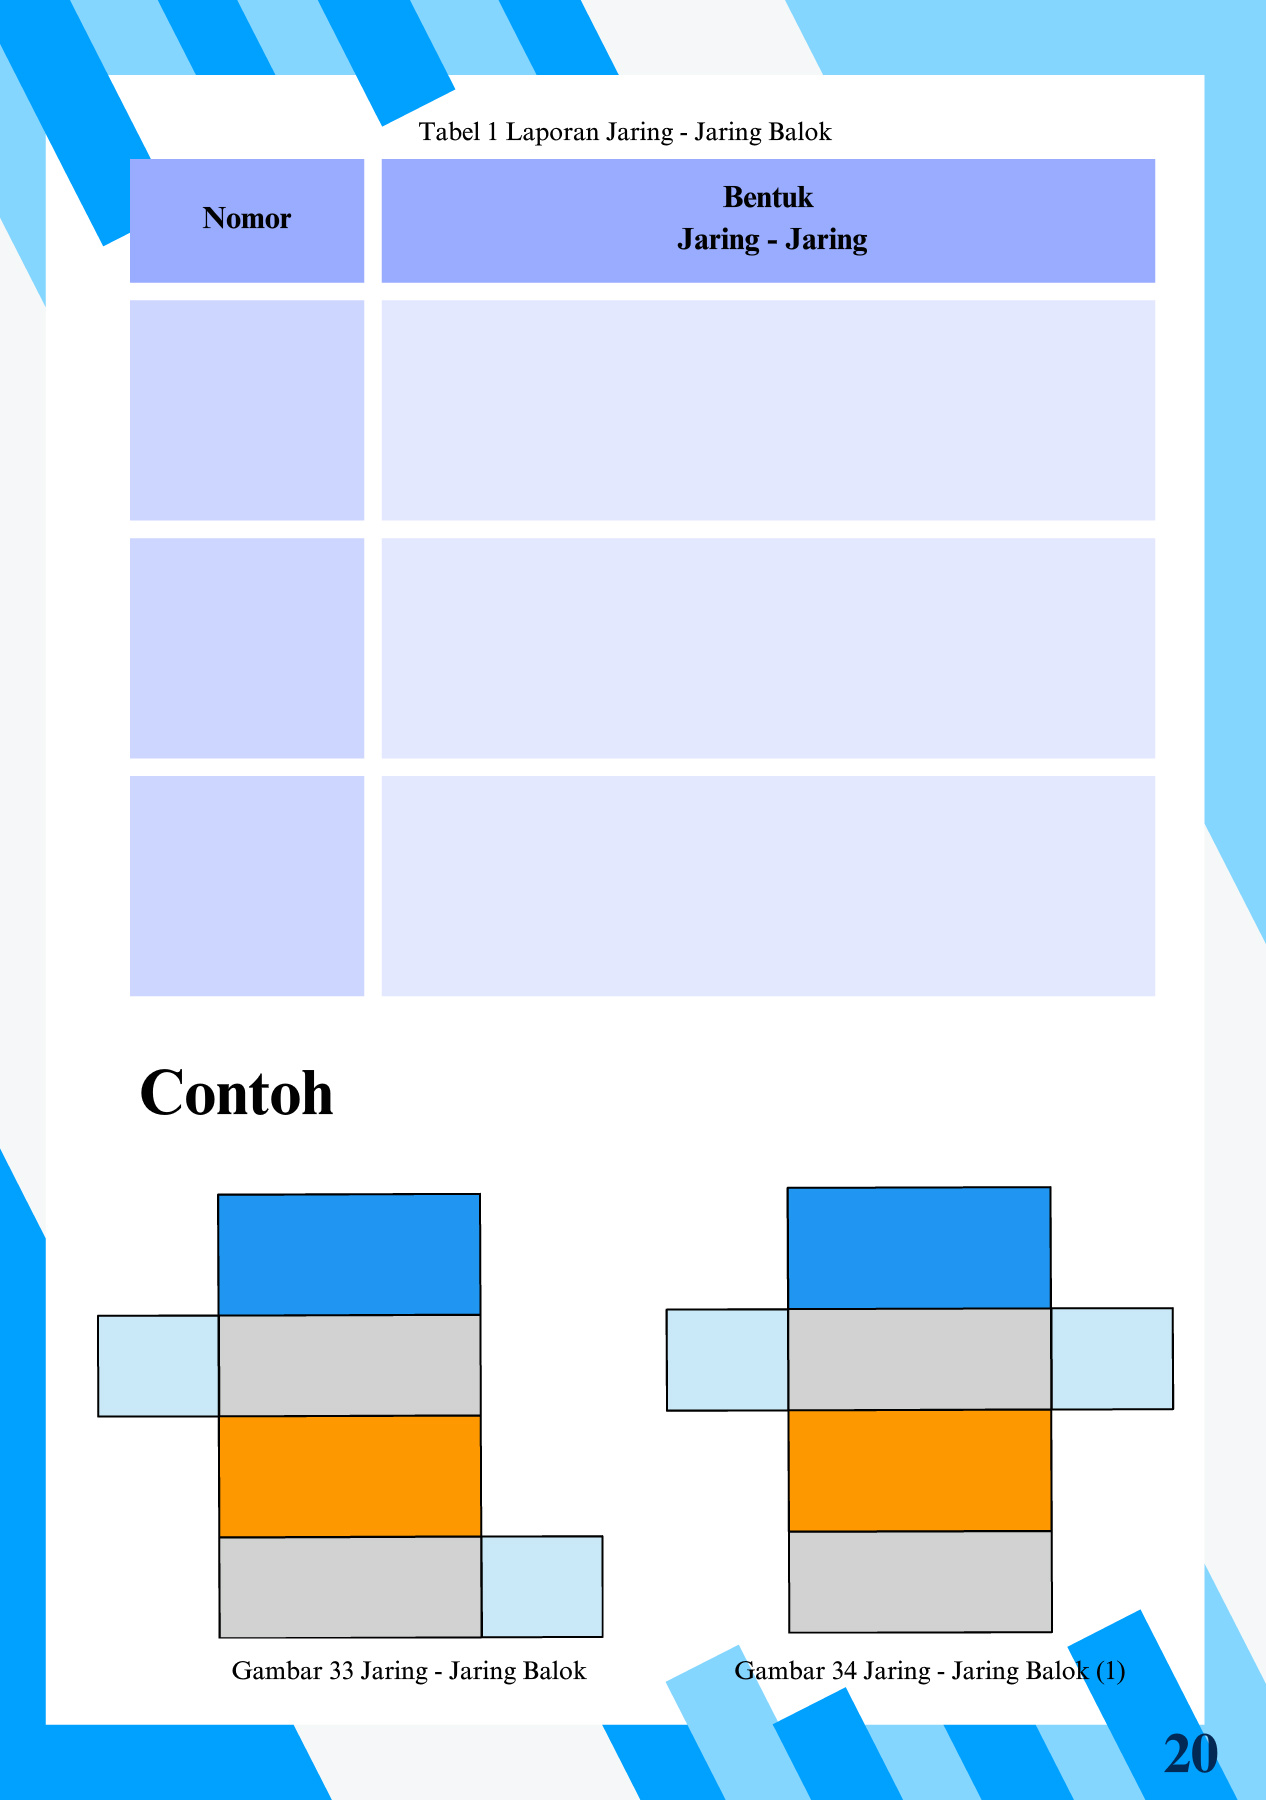 Tabel 1 Laporan Jaring - Jaring Balok
Nomor
Bentuk
Jaring - Jaring
Contoh
Gambar 33 Jaring - Jaring Balok
Gambar 34 Jaring - Jaring Balok (1)
20